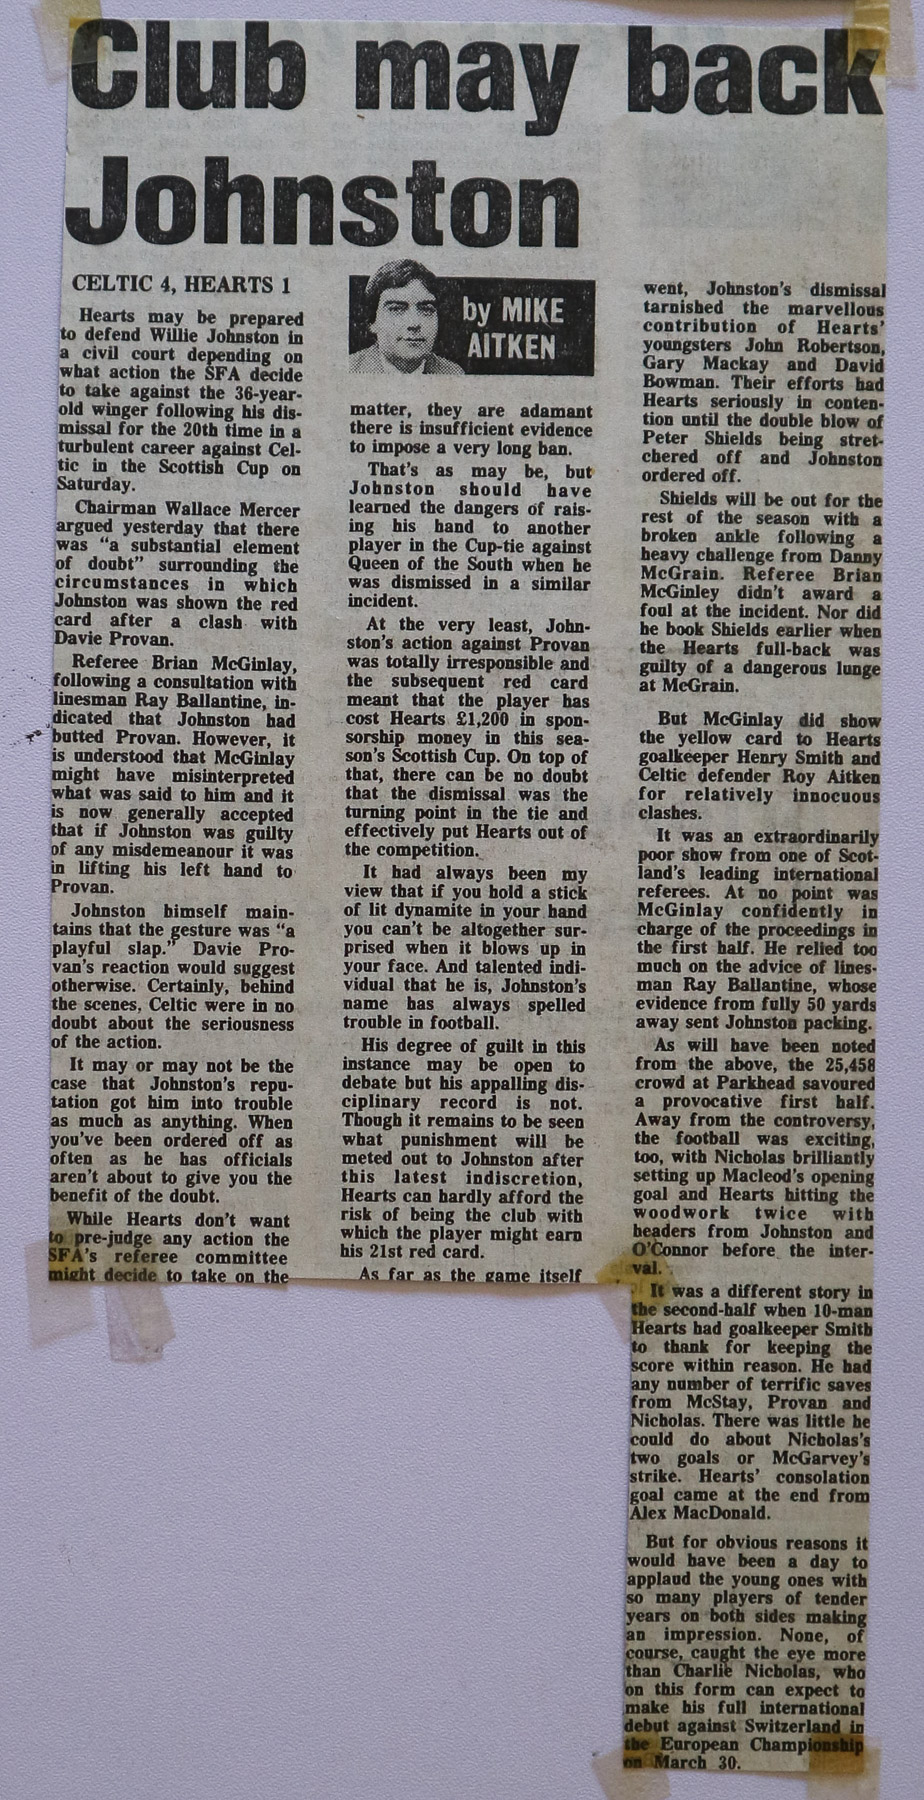 Club may back
Johnston
CELTIC 4, HEARTS 1
Hearts may be prepared
to defend Willie Johnston in
a civil court depending on
what action the SFA decide
to take against the 36-year-
old winger following his dis-
missal for the 20th time in a
turbulent career against Cel-
tic in the Scottish Cup on
Saturday.
Chairman Wallace Mercer
argued yesterday that there
was “a substantial element
of doubt” surrounding the
circumstances in which
Johnston was shown the red
card after a clash with
Davie Provan.
Referee Brian McGinlay,
following a consultation with
linesman Ray Ballantine, in-
dicated that Johnston had
butted Provan. However, it
is understood that McGinlay
might have misinterpreted
what was said to him and it
is now generally accepted
that if Johnston was guilty
of any misdemeanour it was
in lifting his left hand to
Provan.
Johnston himself main-
tains that the gesture was “a
playful slap.” Davie Pro-
van's reaction would suggest
otherwise. Certainly, behind
the scenes, Celtic were in no
doubt about the seriousness
of the action.
It may or may not be the
case that Johnston's repu-
tation got him into trouble
as much as anything. When
you've been ordered off as
often as he has officials
aren't about to give you the
benefit of the doubt.
While Hearts don't want
to pre-judge any action the
SFA's referee committee
might decide to take on the
by MIKE
AITKEN
matter, they are adamant
there is insufficient evidence
to impose a very long ban.
That's as may be, but
Johnston should have
learned the dangers of rais-
ing his hand to another
player in the Cup-tie against
Queen of the South when he
was dismissed in a similar
incident.
At the very least, John-
ston's action against Provan
was totally irresponsible and
the subsequent red card
meant that the player has
cost Hearts £1,200 in spon-
sorship money in this sea-
son's Scottish Cup. On top of
that, there can be no doubt
that the dismissal was the
turning point in the tie and
effectively put Hearts out of
the competition.
It had always been my
view that if you hold a stick
of lit dynamite in your hand
you can't be altogether sur-
prised when it blows up in
your face. And talented indi-
vidual that he is, Johnston's
name has always spelled
trouble in football.
His degree of guilt in this
instance may be open to
debate but his appalling dis-
ciplinary record is not.
Though it remains to be seen
what punishment will be
meted out to Johnston after
this latest indiscretion,
Hearts can hardly afford the
risk of being the club with
which the player might earn
his 21st red card.
As far as the game itself
went, Johnston's dismissal
tarnished the marvellous
contribution of Hearts'
youngsters John Robertson,
Gary Mackay and David
Bowman. Their efforts had
Hearts seriously in conten-
tion until the double blow of
Peter Shields being stret-
chered off and Johnston
ordered off.
Shields will be out for the
rest of the season with a
broken ankle following a
heavy challenge from Danny
McGrain. Referee Brian
McGinley didn't award a
foul at the incident. Nor did
he book Shields earlier when
the Hearts full-back was
guilty of a dangerous lunge
at McGrain.
But McGinlay did show
the yellow card to Hearts
goalkeeper Henry Smith and
Celtic defender Roy Aitken
for relatively innocuous
clashes.
It was an extraordinarily
poor show from one of Scot-
land's leading international
referees. At no point was
McGinlay confidently in
charge of the proceedings in
the first half. He relied too
much on the advice of lines-
man Ray Ballantine, whose
evidence from fully 50 yards
away sent Johnston packing.
As will have been noted
from the above, the 25,458
crowd at Parkhead savoured
a provocative first half.
Away from the controversy,
the football was exciting,
too, with Nicholas brilliantly
setting up Macleod's opening
goal and Hearts hitting the
woodwork twice with
headers from Johnston and
O'Connor before the inter-
val.
It was a different story in
the second-half when 10-man
Hearts had goalkeeper Smith
to thank for keeping the
score within reason. He had
any number of terrific saves
from McStay, Provan and
Nicholas. There was little he
could do about Nicholas's
two goals or McGarvey's
strike. Hearts' consolation
goal came at the end from
Alex MacDonald.
But for obvious reasons it
would have been a day to
applaud the young ones with
so many players of tender
years on both sides making
an impression. None, of
course, caught the eye more
than Charlie Nicholas, who
on this form can expect to
make his full international
debut against Switzerland in
the European Championship
on March 30.